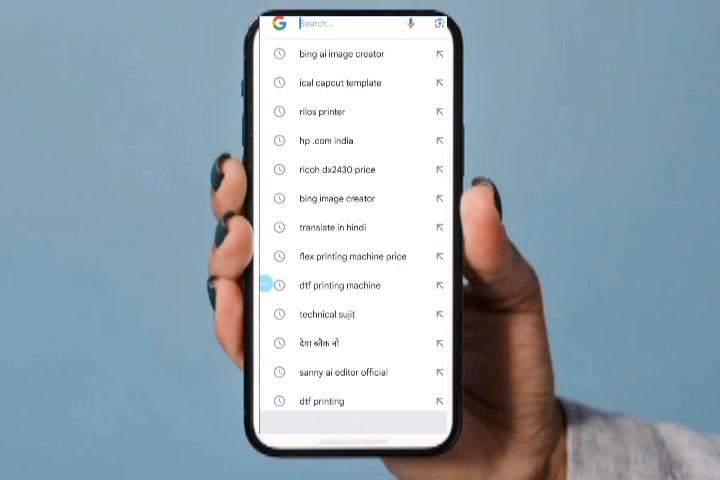 Search...
bing ai image creator
ical capcut template
rilos printer
hp .com india
ricoh dx2430 price
bing image creator
translate in hindi
flex printing machine price
dtf printing machine
technical sujit
देवा ब्लैक नो
sanny ai editor official
dtf printing